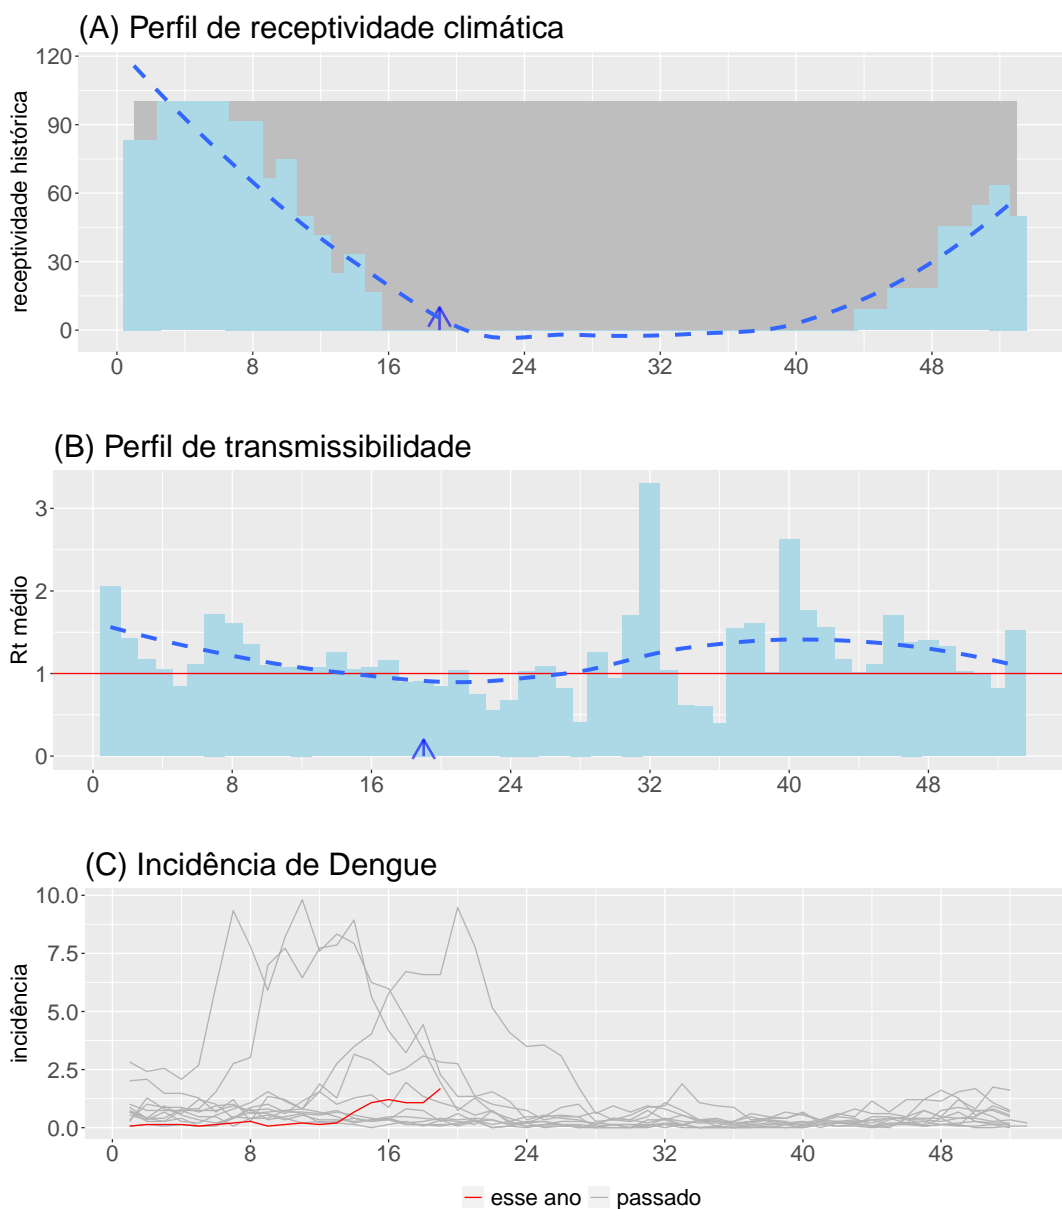 (A) Perfil de receptividade climática
receptividade histórica
120
90
60
30
0
0 8 16 24 32 40 48
(B) Perfil de transmissibilidade
Rt médio
3
2
1
0
0 8 16 24 32 40 48
(C) Incidência de Dengue
incidência
10.0
7.5
5.0
2.5
0.0
0 8 16 24 32 40 48
esse ano passado